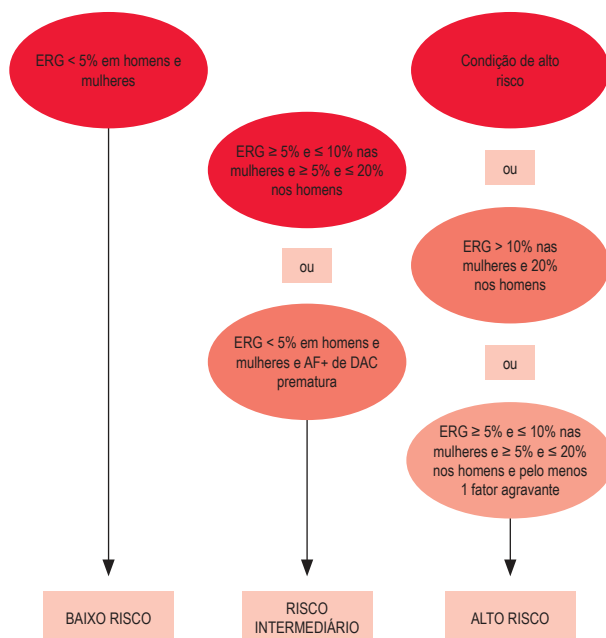 ERG < 5% em homens e
mulheres
Condição de alto
risco
ERG ≥ 5% e ≤ 10% nas
mulheres e ≥ 5% e ≤ 20%
nos homens
ou
ou
ERG > 10% nas
mulheres e 20%
nos homens
ERG < 5% em homens e
mulheres e AF+ de DAC
prematura
ou
ERG ≥ 5% e ≤ 10% nas
mulheres e ≥ 5% e ≤ 20%
nos homens e pelo menos
1 fator agravante
BAIXO RISCO
RISCO
INTERMEDIÁRIO
ALTO RISCO